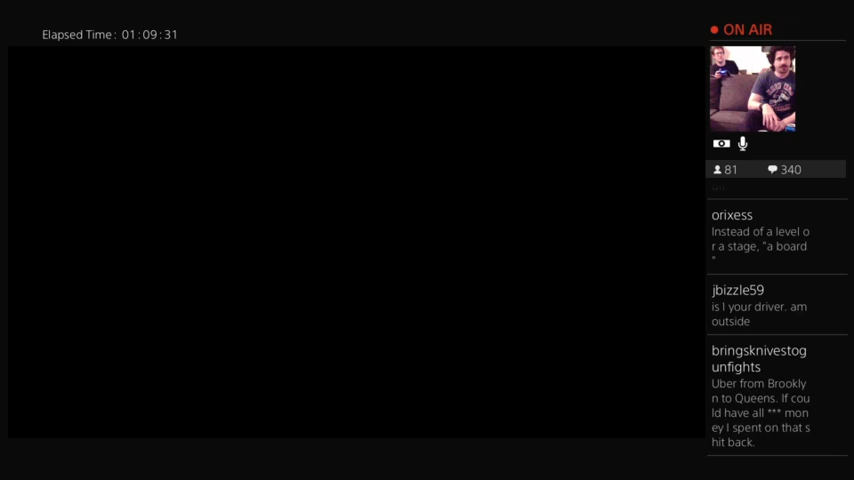 Elapsed Time: 01:09:31
ON AIR
81 340
orixess
Instead of a level o
r a stage, "a board
"
jbizzle59
is I your driver. am
outside
bringsknivestog
unfights
Uber from Brookly
n to Queens. If cou
ld have all *** mon
ey I spent on that s
hit back.